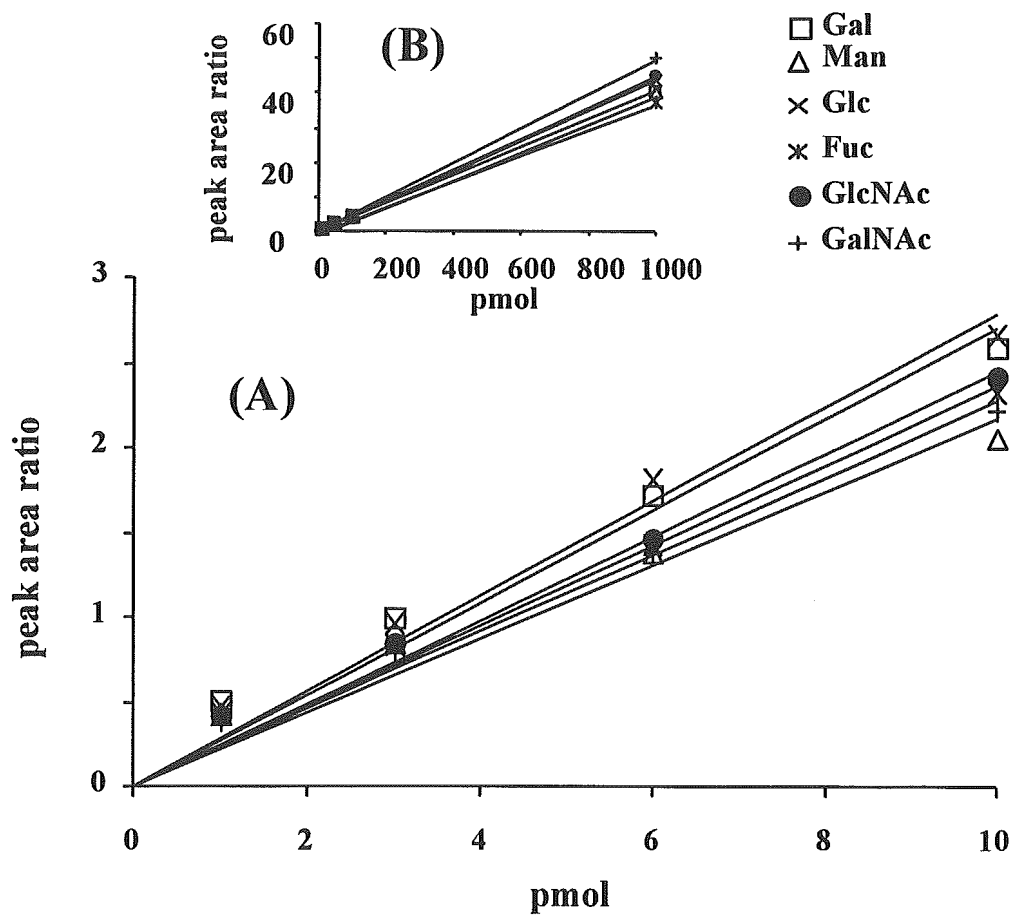 60
40
20
0
peak area ratio
(B)
0 200 400 600 800 1000
pmol
Gal
Man
Glc
Fuc
GlcNAc
GalNAc
3
2
1
0
peak area ratio
(A)
0 2 4 6 8 10
pmol